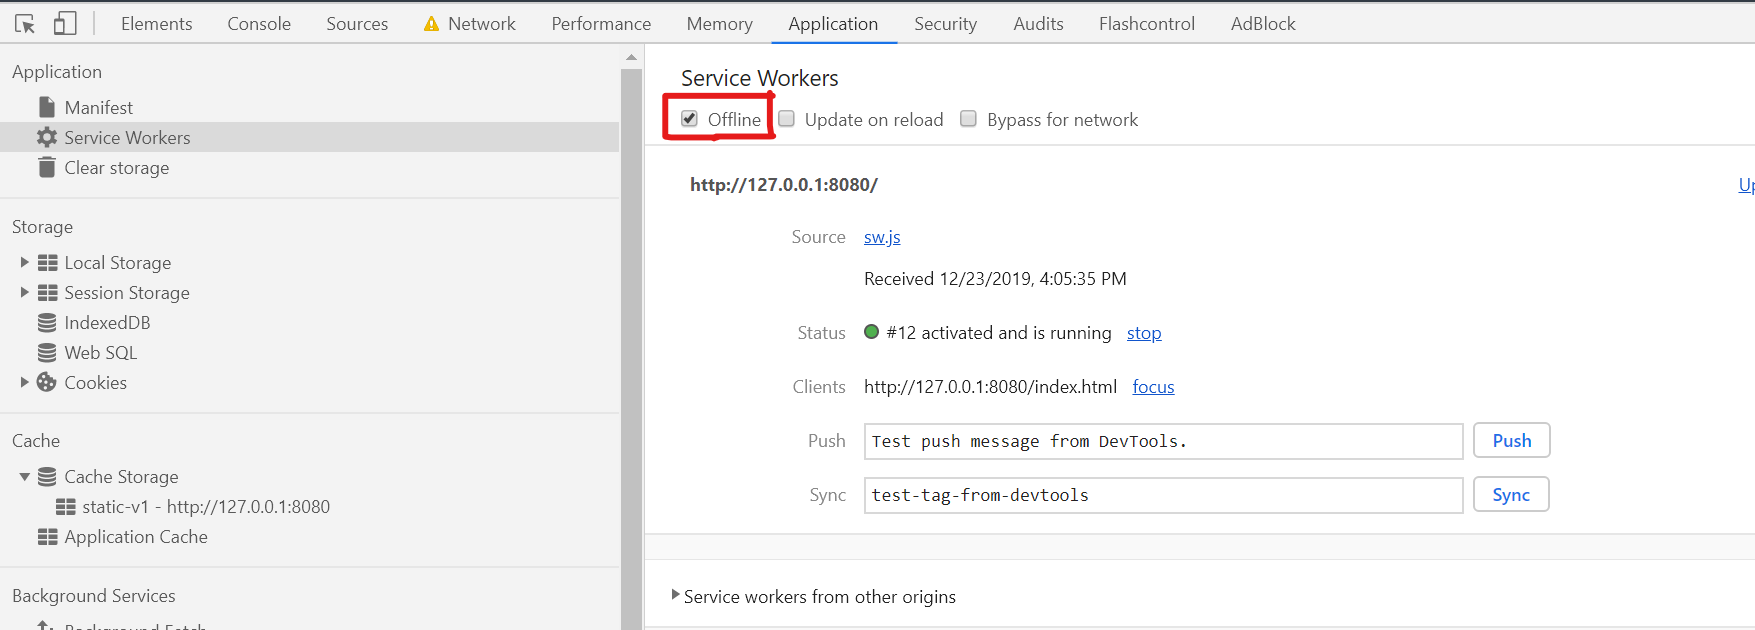 Elements Console Sources Network Performance Memory Application Security Audits Flashcontrol AdBlock
Application
Manifest
Service Workers
Clear storage
Storage
Local Storage
Session Storage
IndexedDB
Web SQL
Cookies
Cache
Cache Storage
static-v1 - http://127.0.0.1:8080
Application Cache
Background Services
Background Fetch
Service Workers
Offline Update on reload Bypass for network
http://127.0.0.1:8080/ Up
Source sw.js
Received 12/23/2019, 4:05:35 PM
Status #12 activated and is running stop
Clients http://127.0.0.1:8080/index.html focus
Push Test push message from DevTools. Push
Sync test-tag-from-devtools Sync
Service workers from other origins